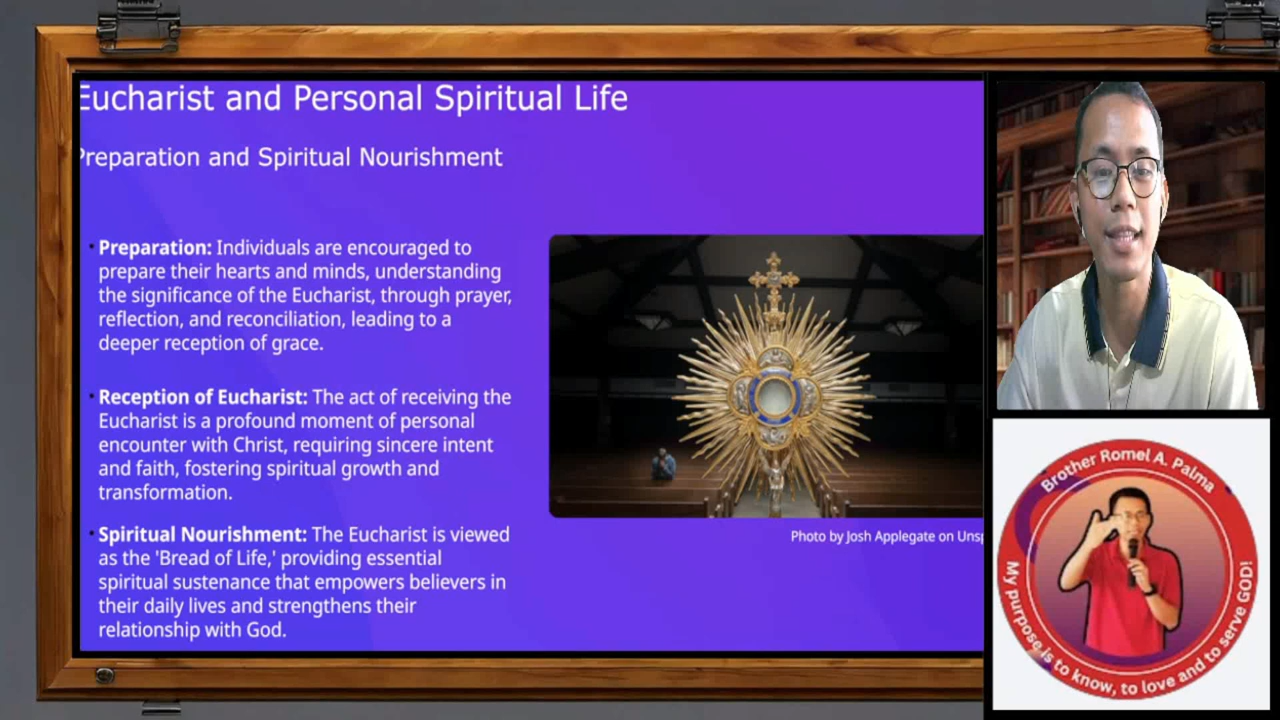 Eucharist and Personal Spiritual Life
Preparation and Spiritual Nourishment
• Preparation: Individuals are encouraged to
prepare their hearts and minds, understanding
the significance of the Eucharist, through prayer,
reflection, and reconciliation, leading to a
deeper reception of grace.
• Reception of Eucharist: The act of receiving the
Eucharist is a profound moment of personal
encounter with Christ, requiring sincere intent
and faith, fostering spiritual growth and
transformation.
• Spiritual Nourishment: The Eucharist is viewed
as the 'Bread of Life,' providing essential
spiritual sustenance that empowers believers in
their daily lives and strengthens their
relationship with God.
Photo by Josh Applegate on Unsp
Brother Romel A. Palma
My purpose is to know, to love and to serve GOD!